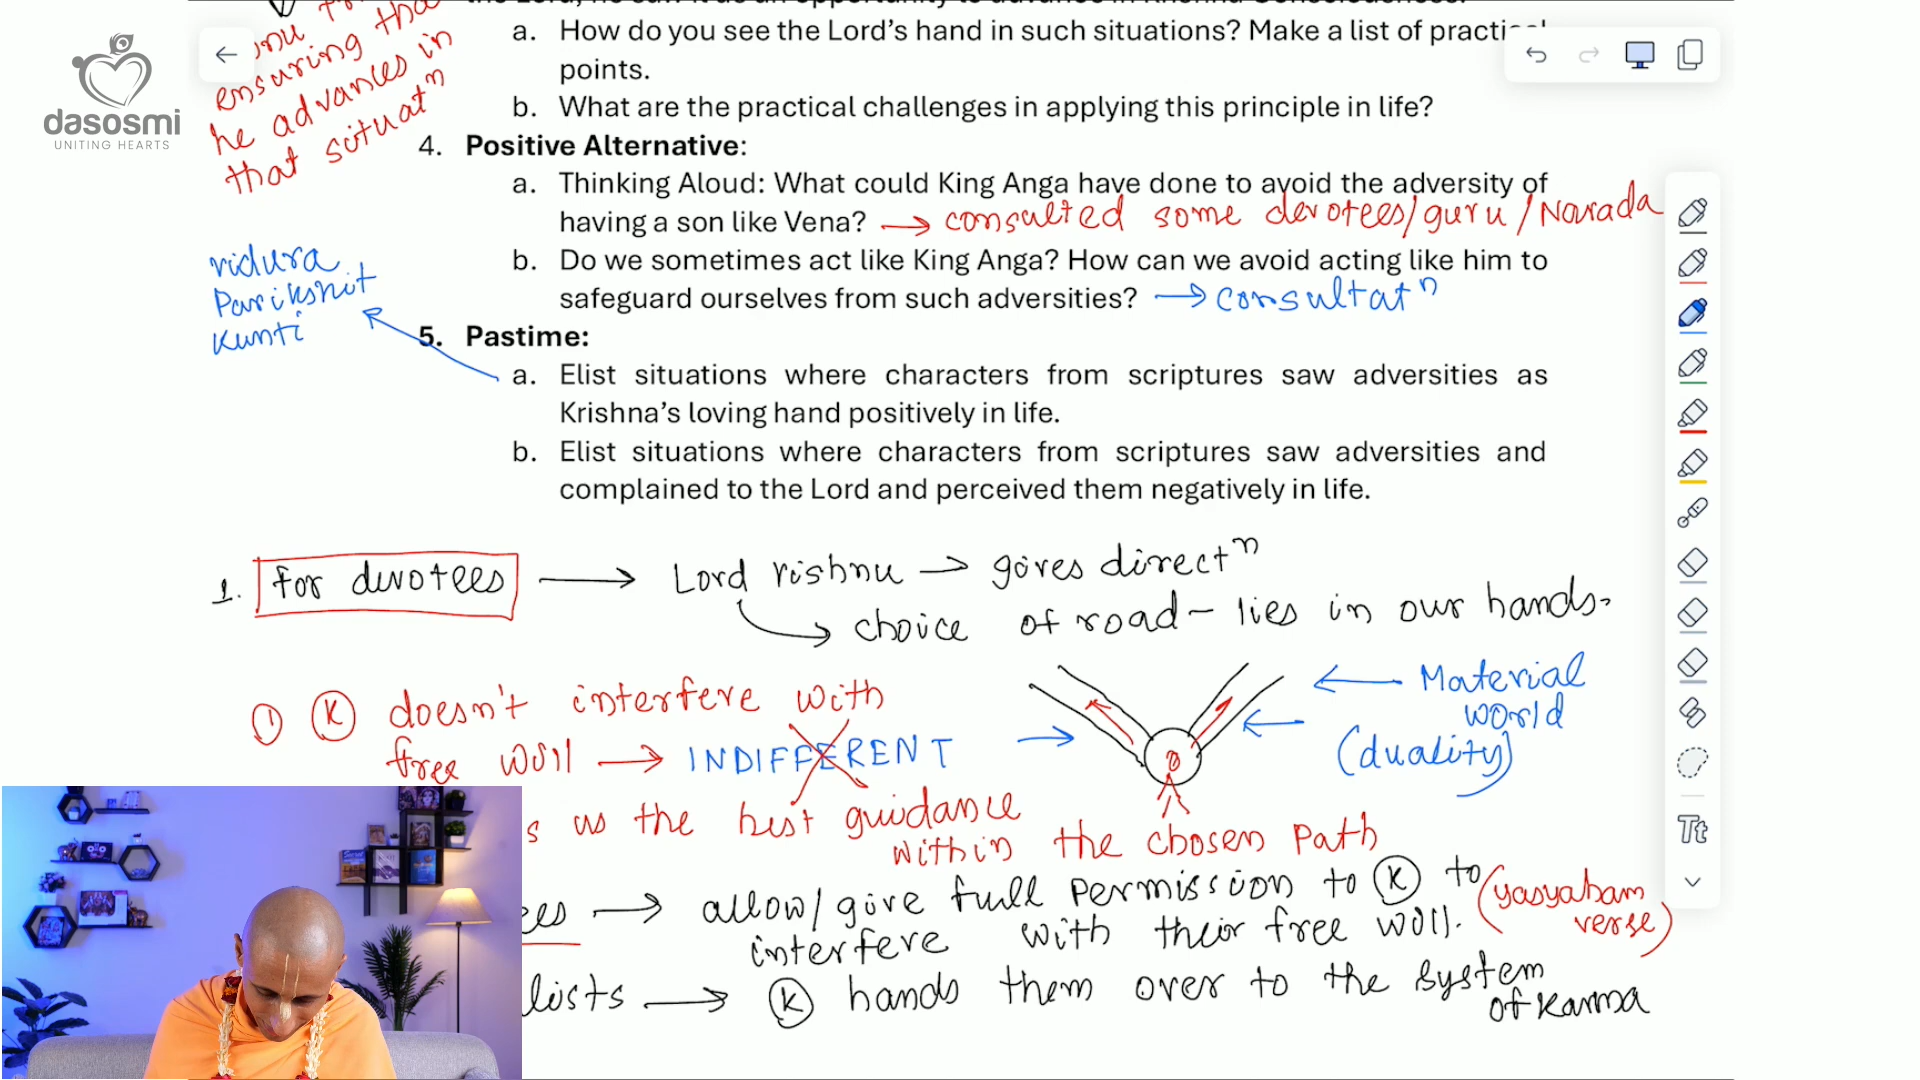 dasosmi
UNITING HEARTS
ensuring tha
he advances in
that situatⁿ
a. How do you see the Lord's hand in such situations? Make a list of practi
points.
b. What are the practical challenges in applying this principle in life?
4. Positive Alternative:
a. Thinking Aloud: What could King Anga have done to avoid the adversity of
having a son like Vena? → consulted some devotees/guru/Narada
b. Do we sometimes act like King Anga? How can we avoid acting like him to
safeguard ourselves from such adversities? → consultatⁿ
vidura
Parikshit
Kunti
5. Pastime:
a. Elist situations where characters from scriptures saw adversities as
Krishna's loving hand positively in life.
b. Elist situations where characters from scriptures saw adversities and
complained to the Lord and perceived them negatively in life.
1. for devotees → Lord vishnu → gives directⁿ
choice of road - lies in our hands.
① Ⓚ doesn't interfere with
free will → INDIFFERENT
← Material
world
(duality)
s us the best guidance
within the chosen path
ees → allow/give full permission to Ⓚ to
interfere with their free will.
(yasyaham
verse)
lists → Ⓚ hands them over to the system
of karma
Tt